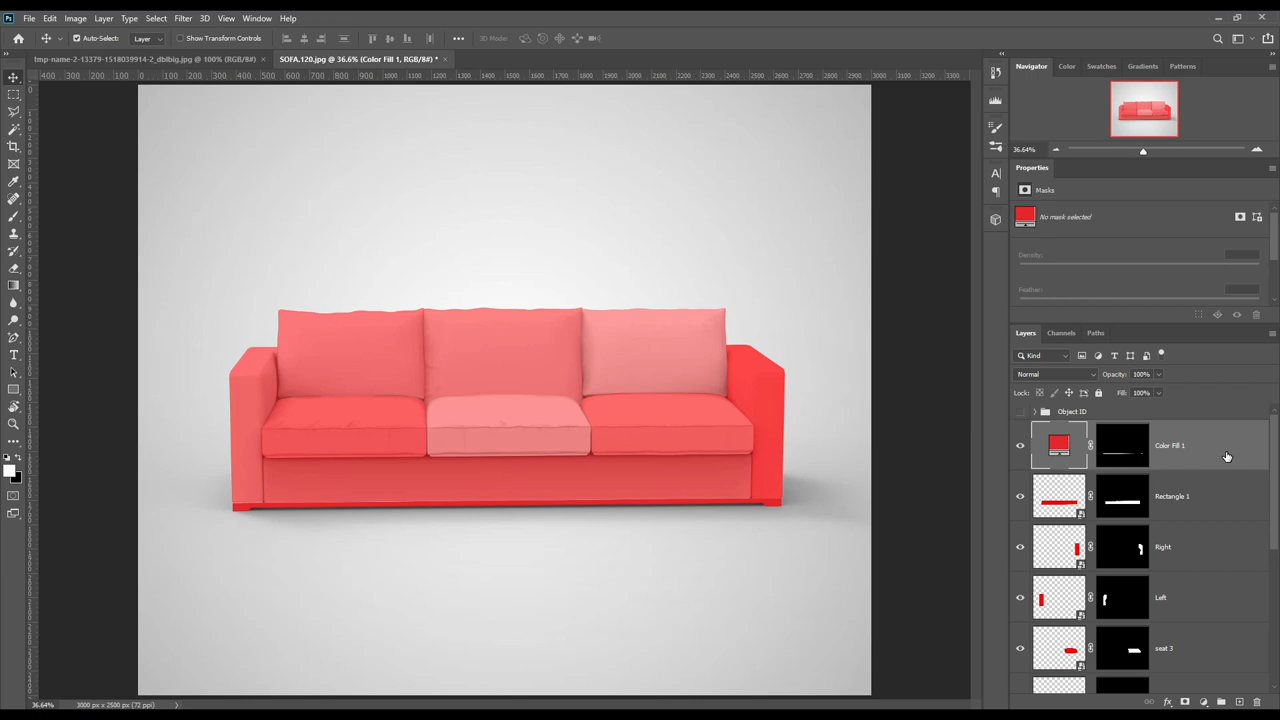 Ps File Edit Image Layer Type Select Filter 3D View Window Help
Auto-Select: Layer Show Transform Controls 3D Mode:
tmp-name-2-13379-1518039914-2_dblbig.jpg @ 100% (RGB/8#) × SOFA.120.jpg @ 36.6% (Color Fill 1, RGB/8#) * ×
Navigator Color Swatches Gradients Patterns
36.64%
Properties
Masks
No mask selected
Density:
Feather:
Layers Channels Paths
Kind
Normal Opacity: 100%
Lock: Fill: 100%
Object ID
Color Fill 1
Rectangle 1
Right
Left
seat 3
36.64% 3000 px x 2500 px (72 ppi)